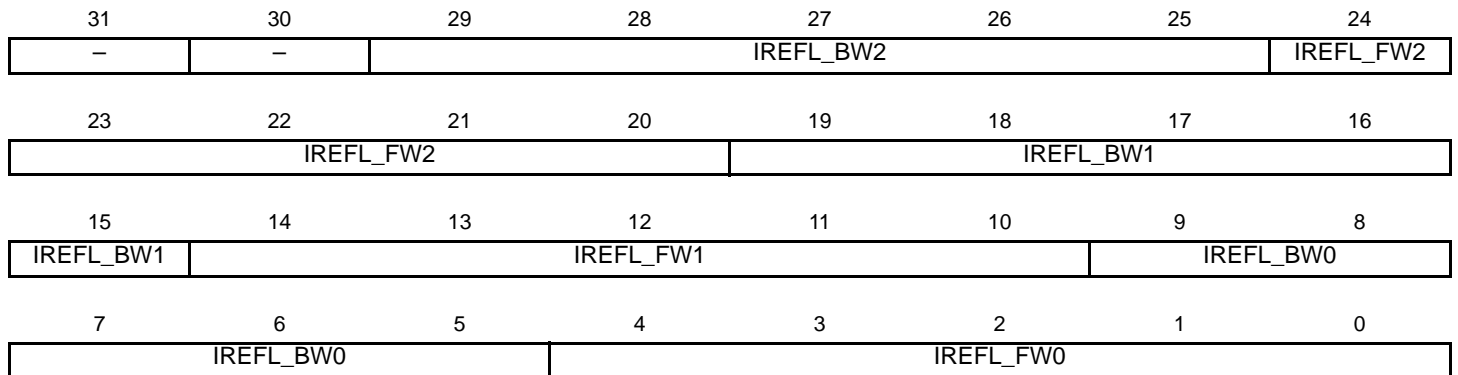 31 30 29 28 27 26 25 24
– – IREFL_BW2 IREFL_FW2
23 22 21 20 19 18 17 16
IREFL_FW2 IREFL_BW1
15 14 13 12 11 10 9 8
IREFL_BW1 IREFL_FW1 IREFL_BW0
7 6 5 4 3 2 1 0
IREFL_BW0 IREFL_FW0